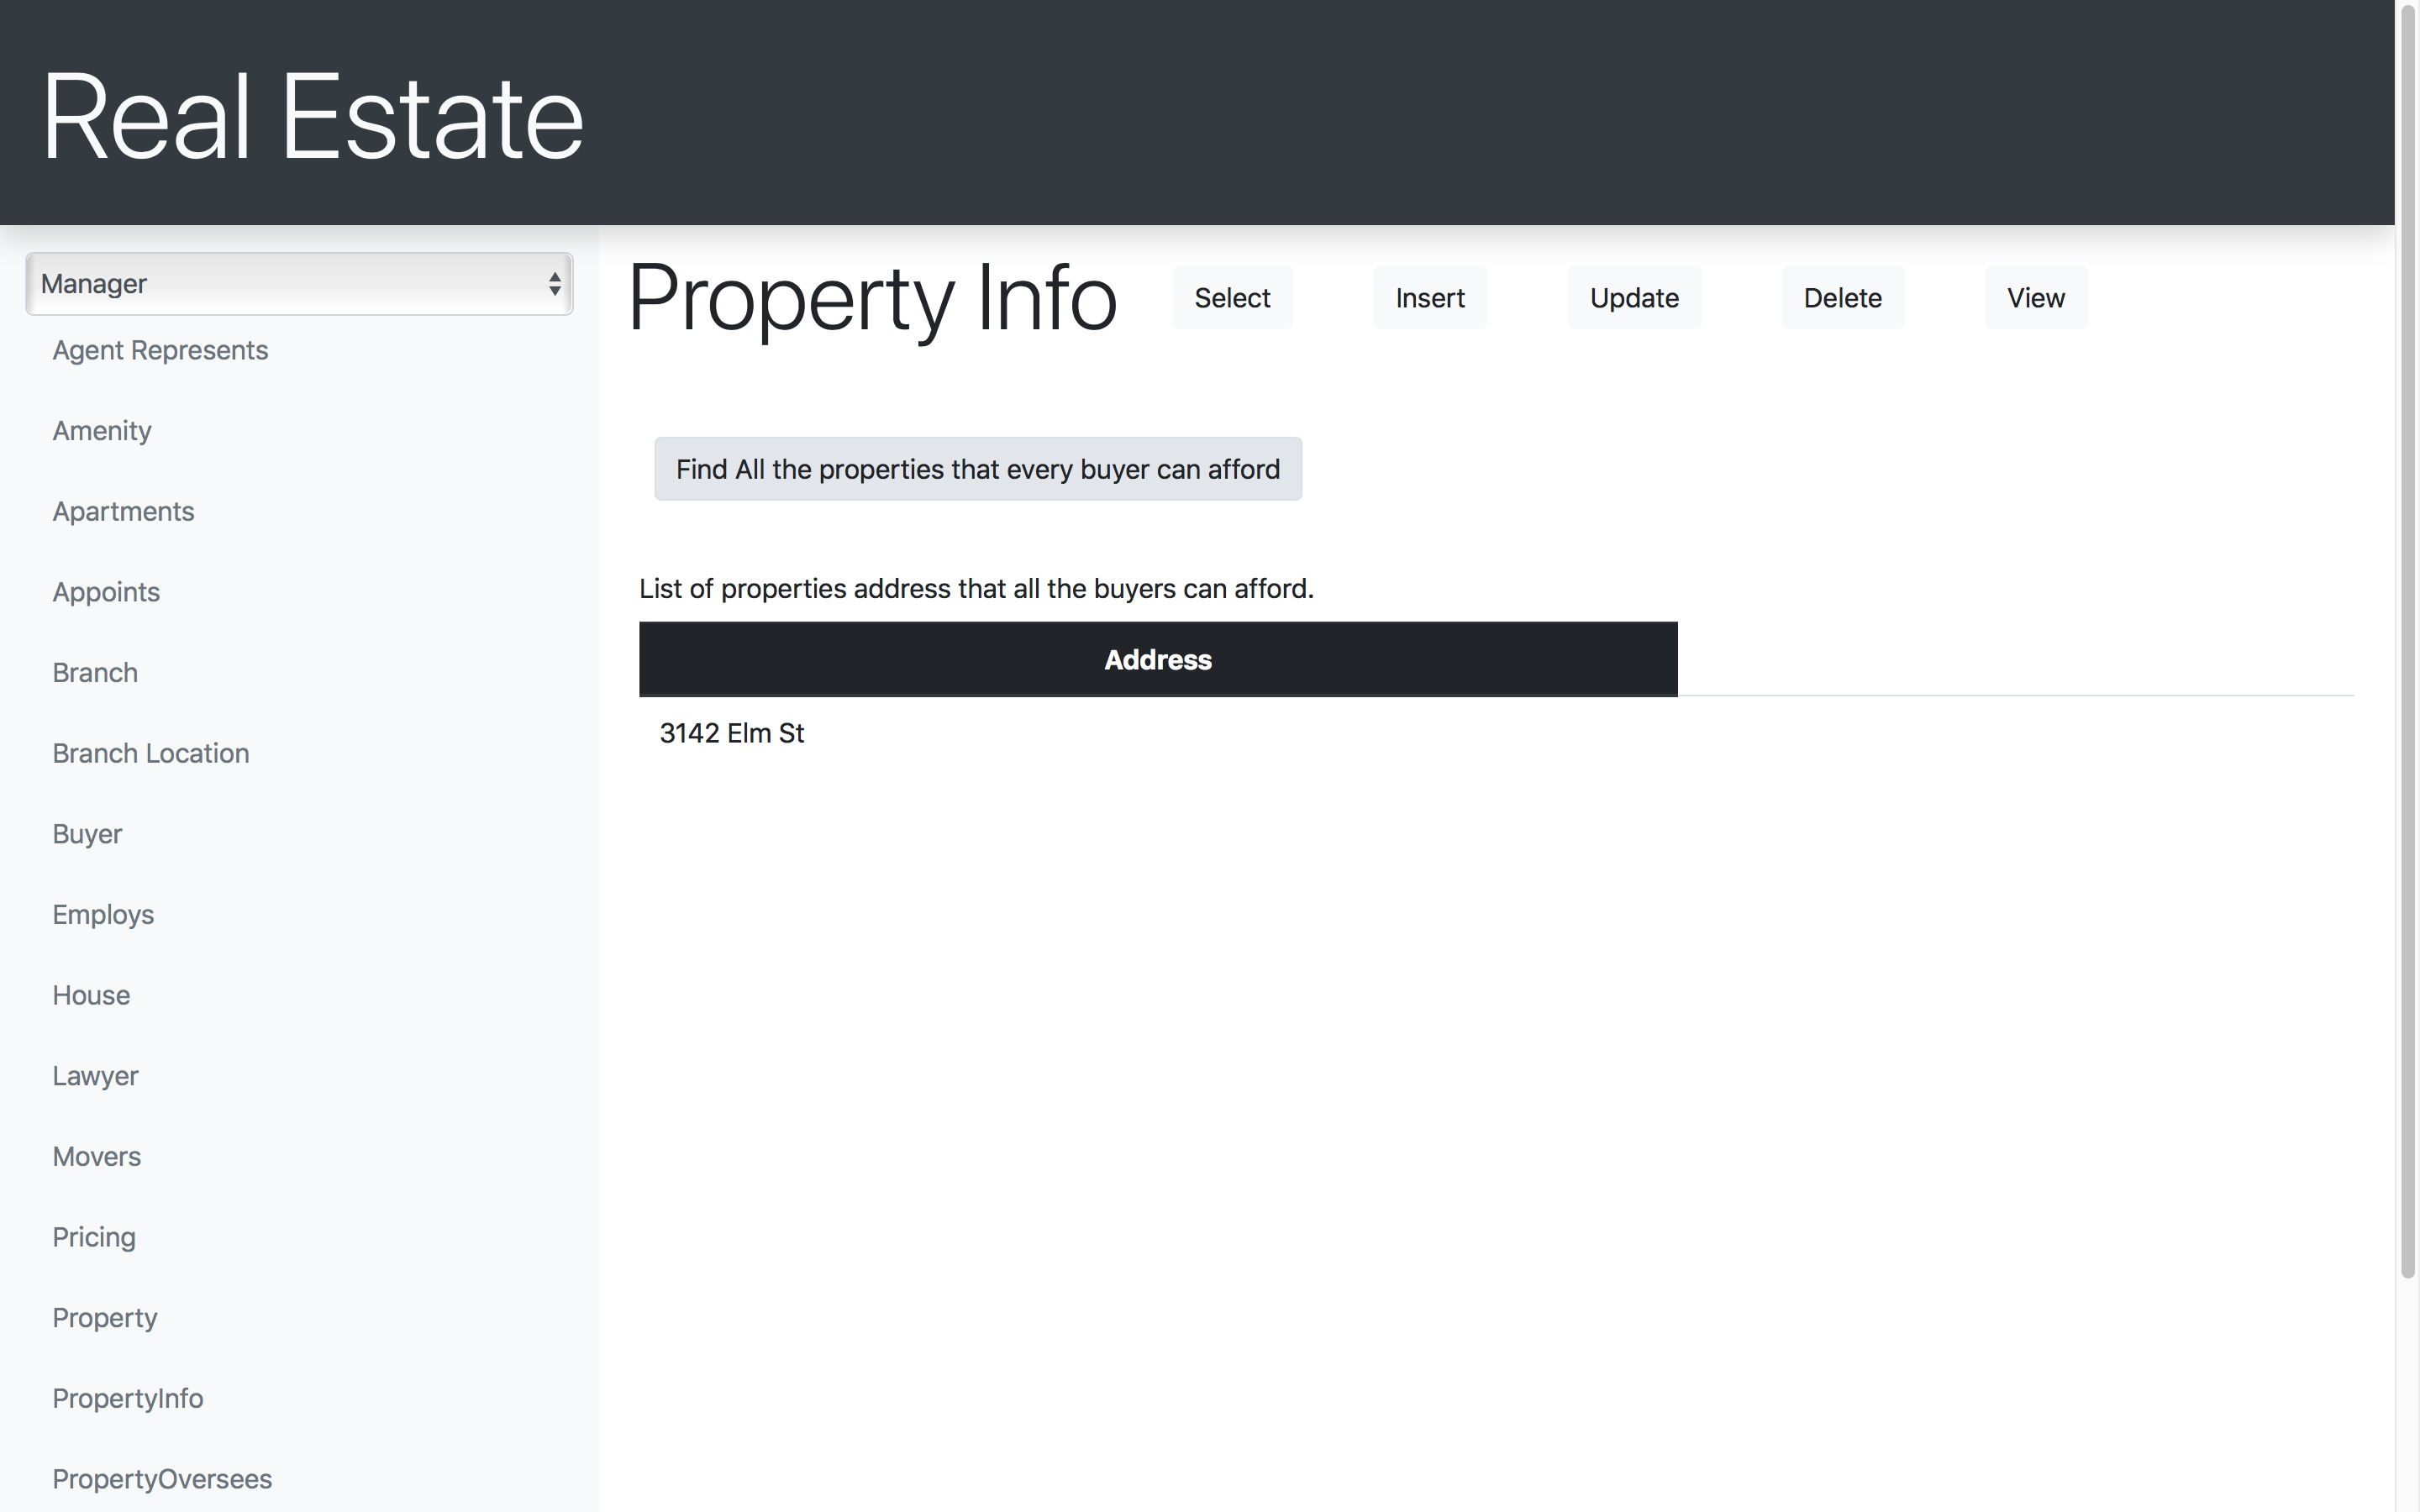 Real Estate
Manager
Agent Represents
Amenity
Apartments
Appoints
Branch
Branch Location
Buyer
Employs
House
Lawyer
Movers
Pricing
Property
PropertyInfo
PropertyOversees
Property Info
Select
Insert
Update
Delete
View
Find All the properties that every buyer can afford
List of properties address that all the buyers can afford.
Address
3142 Elm St